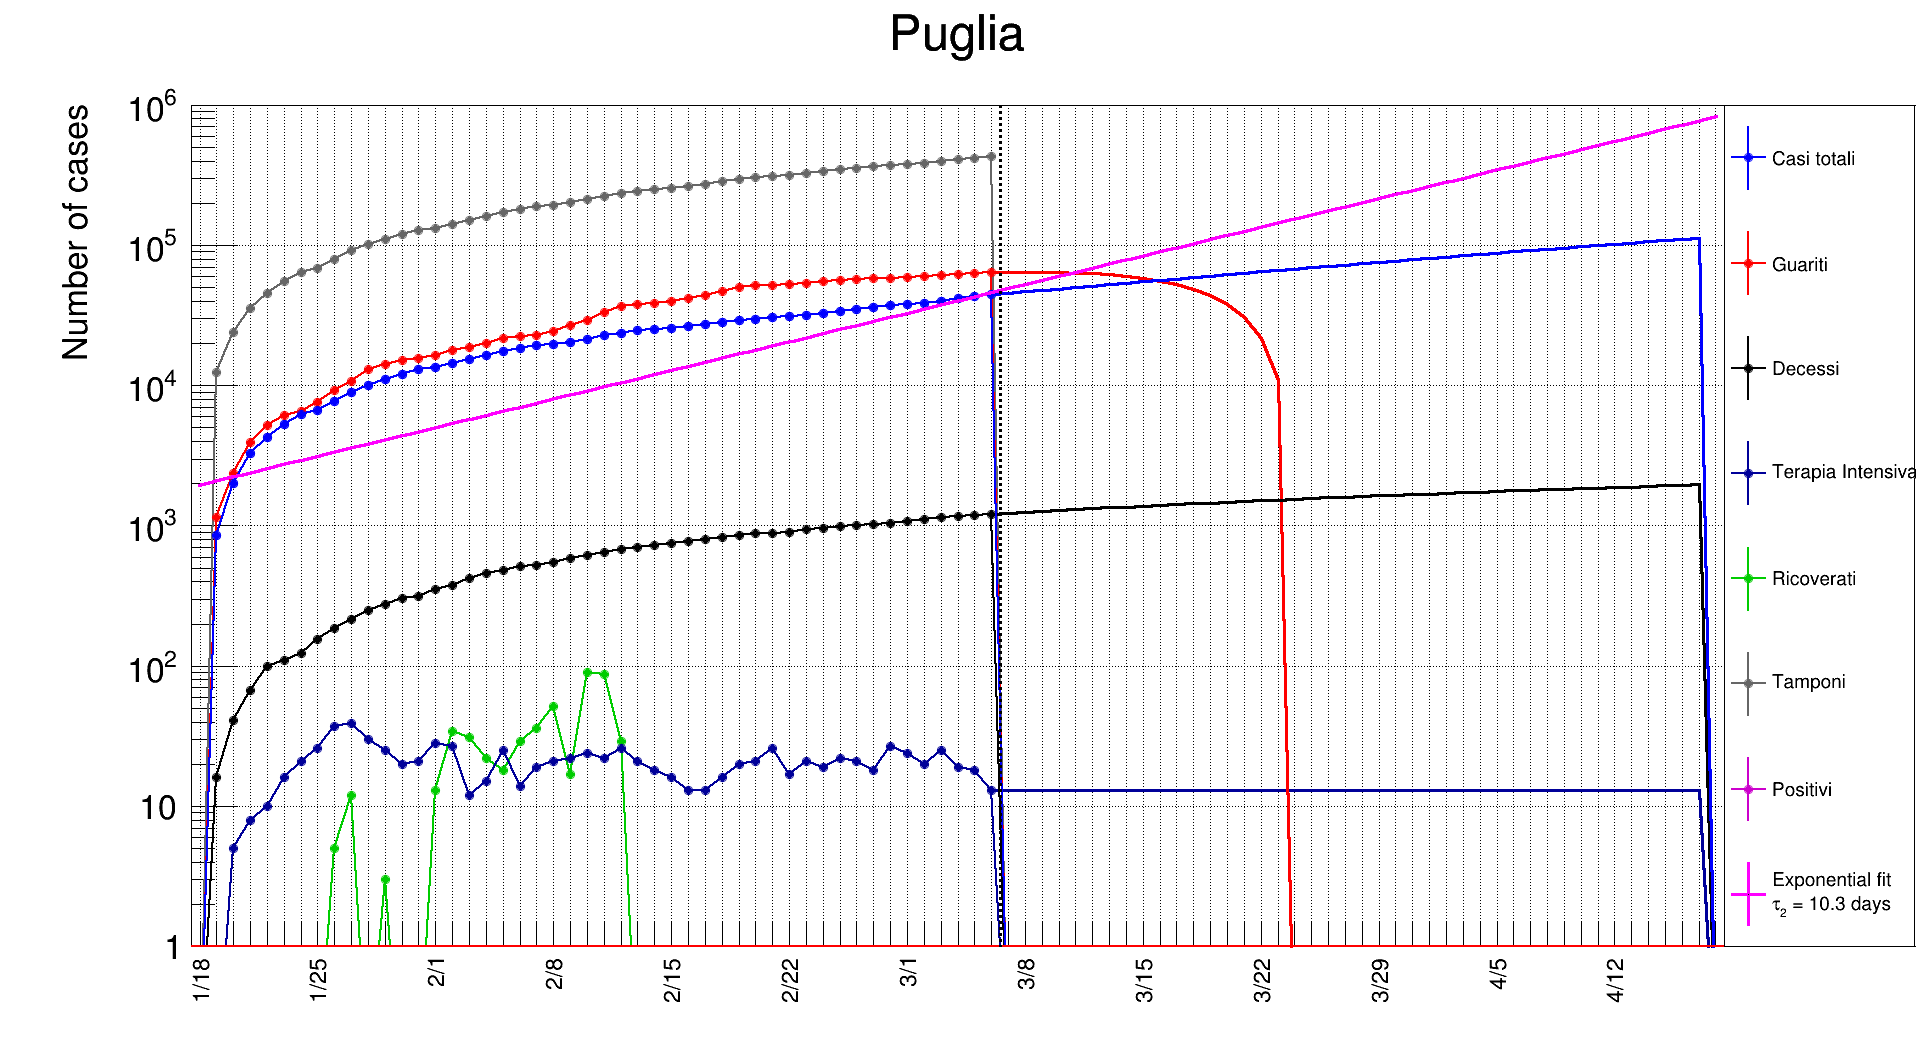 Puglia
Number of cases
10^6
10^5
10^4
10^3
10^2
10
1
1/18
1/25
2/1
2/8
2/15
2/22
3/1
3/8
3/15
3/22
3/29
4/5
4/12
Casi totali
Guariti
Decessi
Terapia Intensiva
Ricoverati
Tamponi
Positivi
Exponential fit
τ₂ = 10.3 days